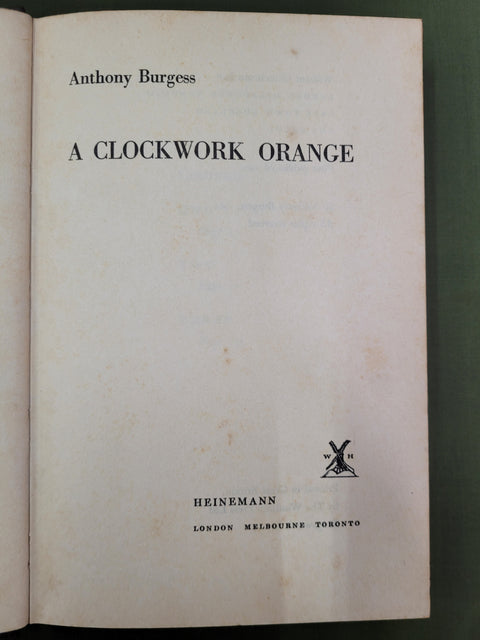 Anthony Burgess
A CLOCKWORK ORANGE
W H
HEINEMANN
LONDON MELBOURNE TORONTO